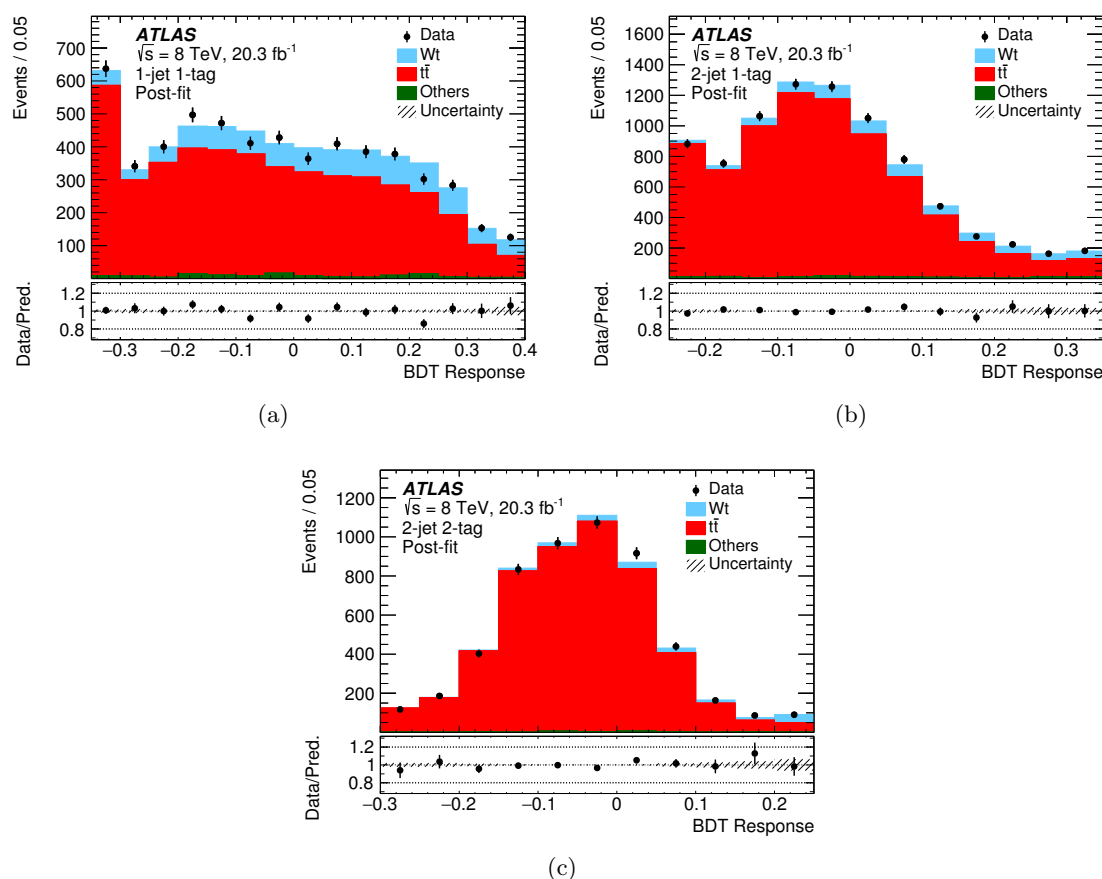 Events / 0.05
700
600
500
400
300
200
100
ATLAS
√s = 8 TeV, 20.3 fb⁻¹
1-jet 1-tag
Post-fit
Data
Wt
tt̄
Others
Uncertainty
Data/Pred.
1.2
1
0.8
−0.3 −0.2 −0.1 0 0.1 0.2 0.3 0.4
BDT Response
(a)
Events / 0.05
1600
1400
1200
1000
800
600
400
200
ATLAS
√s = 8 TeV, 20.3 fb⁻¹
2-jet 1-tag
Post-fit
Data
Wt
tt̄
Others
Uncertainty
Data/Pred.
1.2
1
0.8
−0.2 −0.1 0 0.1 0.2 0.3
BDT Response
(b)
Events / 0.05
1200
1000
800
600
400
200
ATLAS
√s = 8 TeV, 20.3 fb⁻¹
2-jet 2-tag
Post-fit
Data
Wt
tt̄
Others
Uncertainty
Data/Pred.
1.2
1
0.8
−0.3 −0.2 −0.1 0 0.1 0.2
BDT Response
(c)